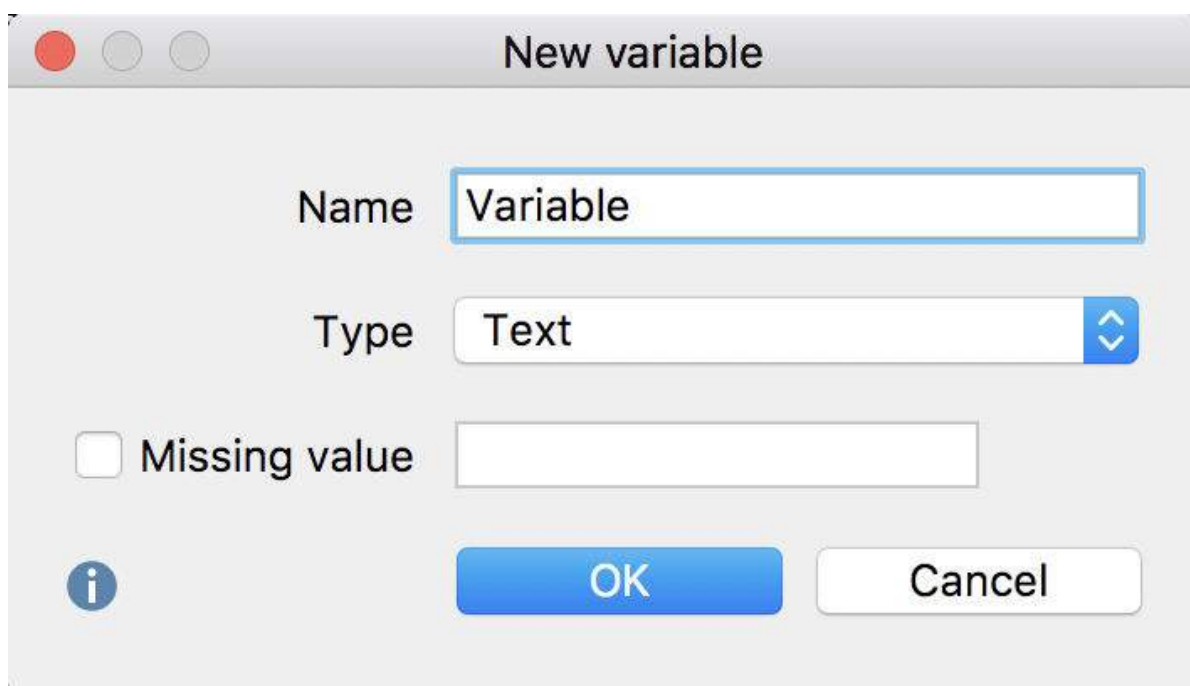 New variable
Name Variable
Type Text
Missing value
OK Cancel